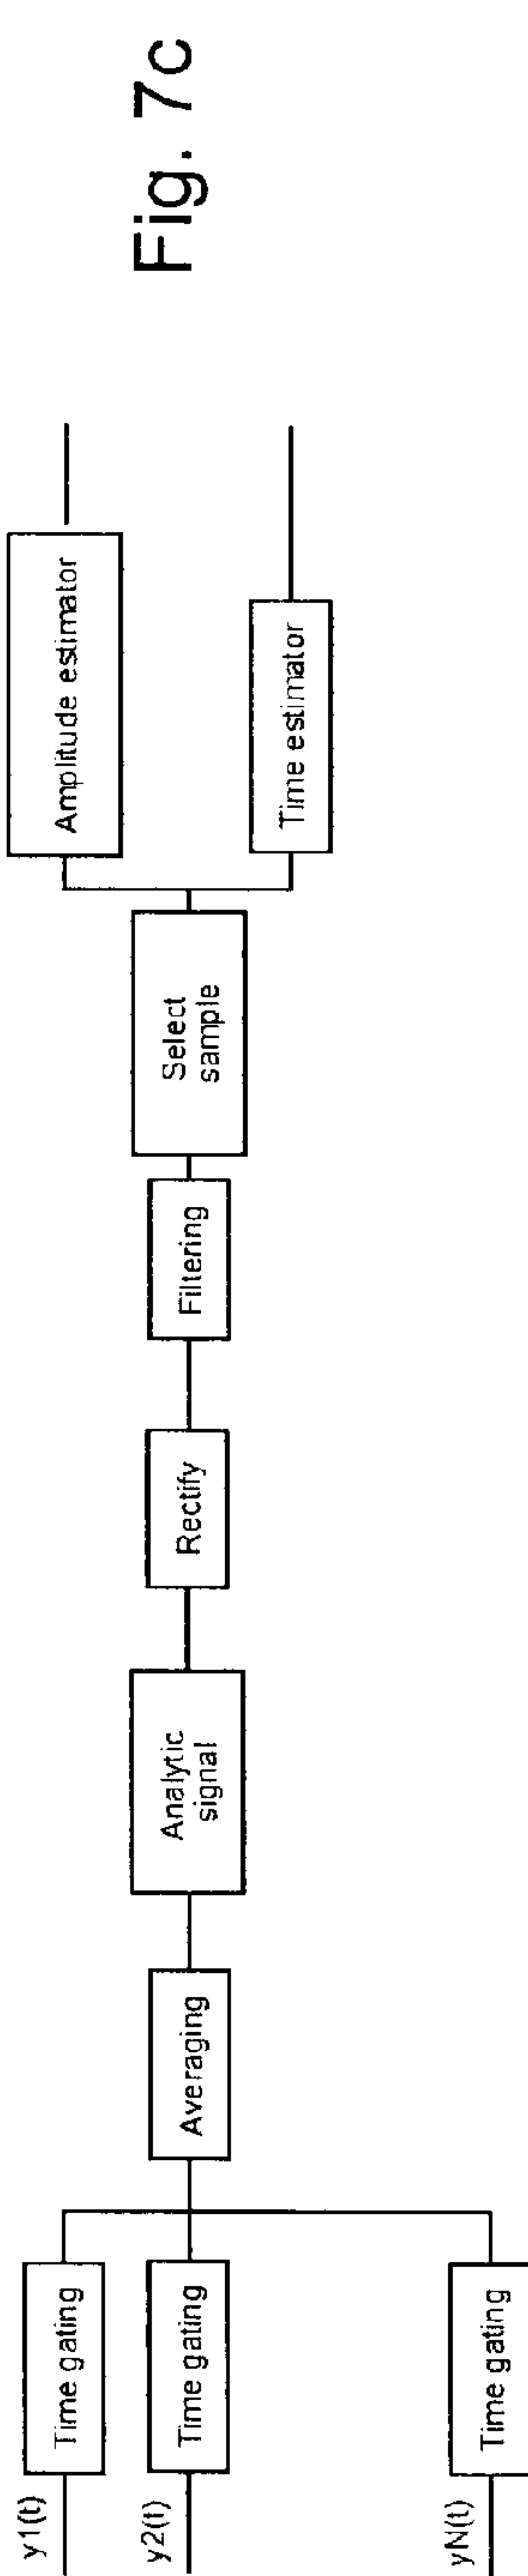 y1(t)
Time gating
y2(t)
Time gating
yN(t)
Time gating
Averaging
Analytic
signal
Rectify
Filtering
Select
sample
Amplitude estimator
Time estimator
Fig. 7c